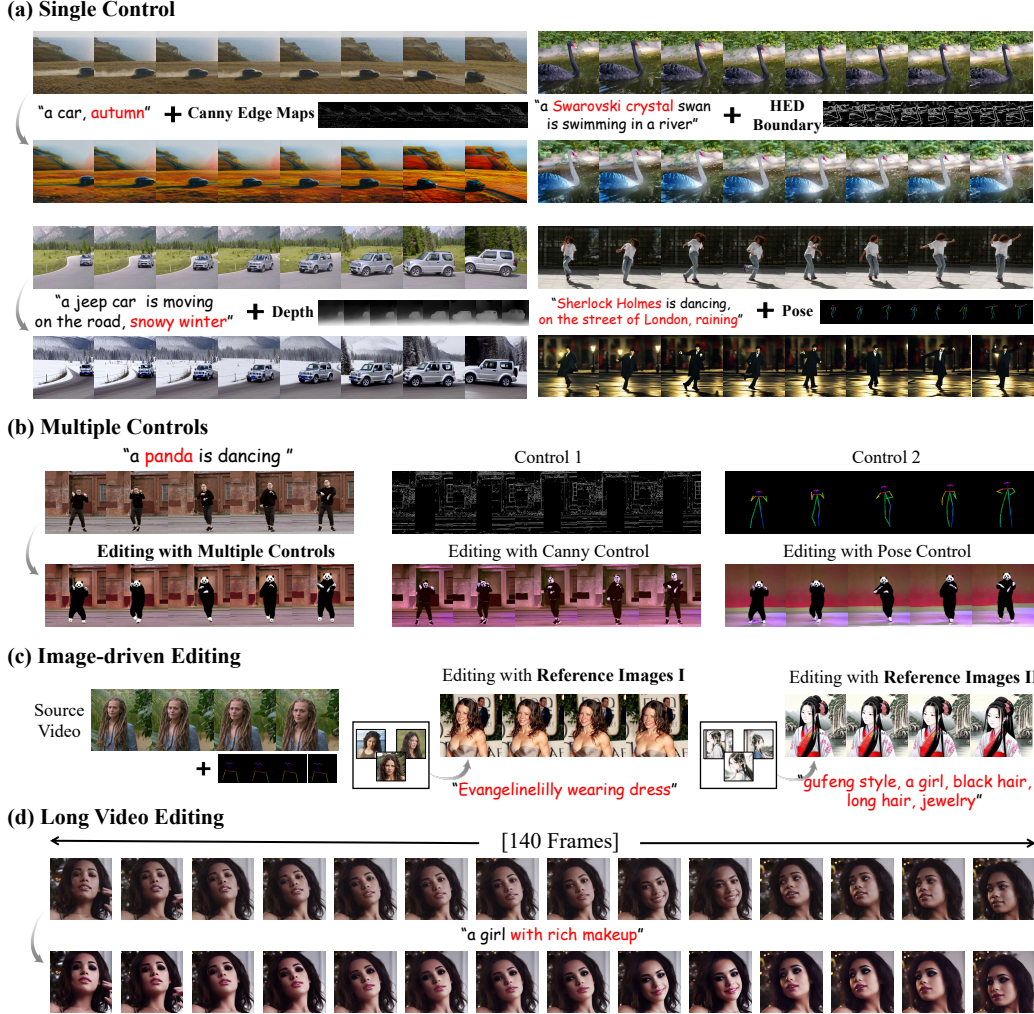 (a) Single Control
“a car, autumn” + Canny Edge Maps
“a Swarovski crystal swan
is swimming in a river” + HED
Boundary
“a jeep car is moving
on the road, snowy winter” + Depth
“Sherlock Holmes is dancing,
on the street of London, raining” + Pose
(b) Multiple Controls
“a panda is dancing ”
Control 1
Control 2
Editing with Multiple Controls
Editing with Canny Control
Editing with Pose Control
(c) Image-driven Editing
Source
Video
+
Editing with Reference Images I
“Evangelinelilly wearing dress”
Editing with Reference Images II
“gufeng style, a girl, black hair,
long hair, jewelry”
(d) Long Video Editing
[140 Frames]
“a girl with rich makeup”